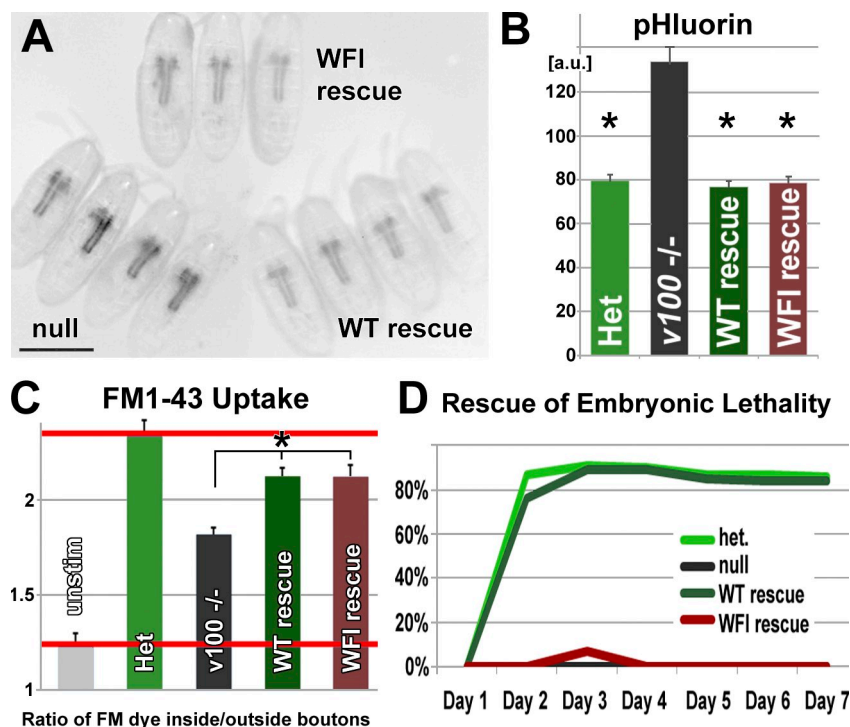 A
WFI
rescue
null
WT rescue
B
pHluorin
[a.u.]
120
100
80
60
40
20
0
*
*
*
Het
v100 -/-
WT rescue
WFI rescue
C
FM1-43 Uptake
*
2
1.5
1
unstim
Het
v100 -/-
WT rescue
WFI rescue
Ratio of FM dye inside/outside boutons
D
Rescue of Embryonic Lethality
80%
60%
40%
20%
0%
het.
null
WT rescue
WFI rescue
Day 1 Day 2 Day 3 Day 4 Day 5 Day 6 Day 7